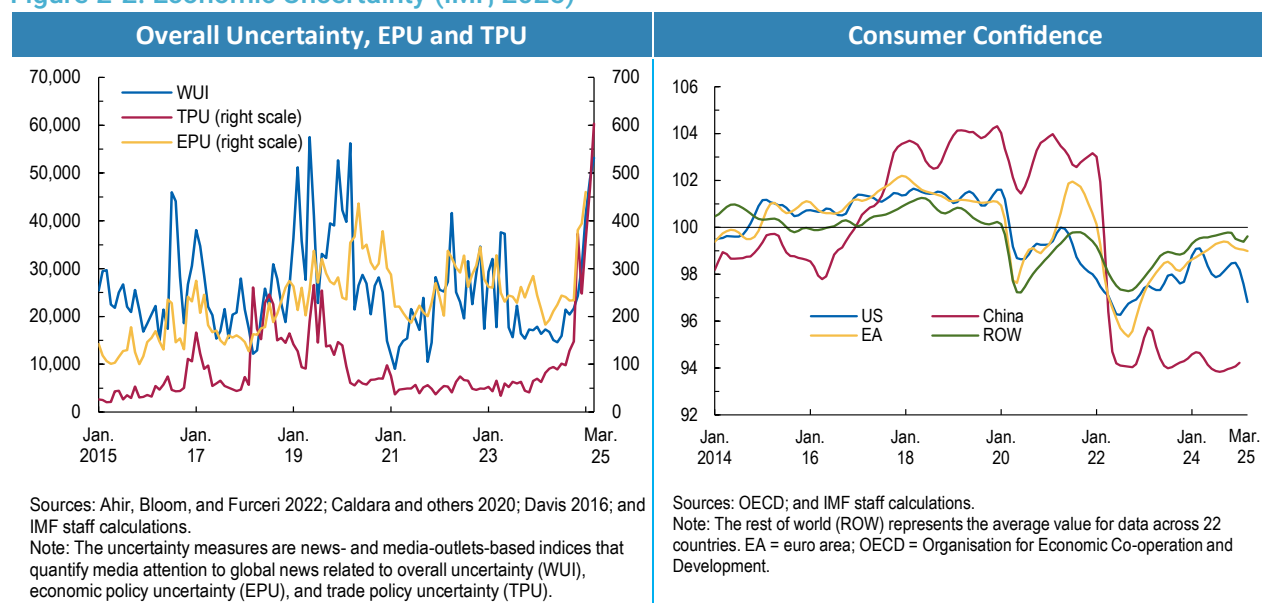 Figure 2-2. Economic Uncertainty (IMF, 2025)
Overall Uncertainty, EPU and TPU
Consumer Confidence
70,000
60,000
50,000
40,000
30,000
20,000
10,000
0
WUI
TPU (right scale)
EPU (right scale)
700
600
500
400
300
200
100
0
Jan. 2015
Jan. 17
Jan. 19
Jan. 21
Jan. 23
Mar. 25
Sources: Ahir, Bloom, and Furceri 2022; Caldara and others 2020; Davis 2016; and
IMF staff calculations.
Note: The uncertainty measures are news- and media-outlets-based indices that
quantify media attention to global news related to overall uncertainty (WUI),
economic policy uncertainty (EPU), and trade policy uncertainty (TPU).
106
104
102
100
98
96
94
92
US
China
EA
ROW
Jan. 2014
Jan. 16
Jan. 18
Jan. 20
Jan. 22
Jan. 24
Mar. 25
Sources: OECD; and IMF staff calculations.
Note: The rest of world (ROW) represents the average value for data across 22
countries. EA = euro area; OECD = Organisation for Economic Co-operation and
Development.